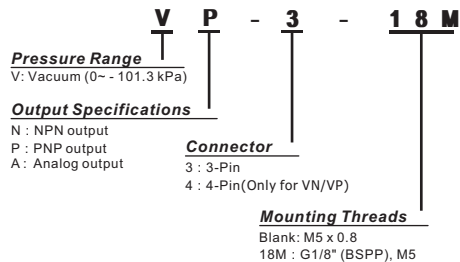 V P - 3 - 18M
Pressure Range
V: Vacuum (0~ - 101.3 kPa)
Output Specifications
N : NPN output
P : PNP output
A : Analog output
Connector
3 : 3-Pin
4 : 4-Pin(Only for VN/VP)
Mounting Threads
Blank: M5 x 0.8
18M : G1/8" (BSPP), M5